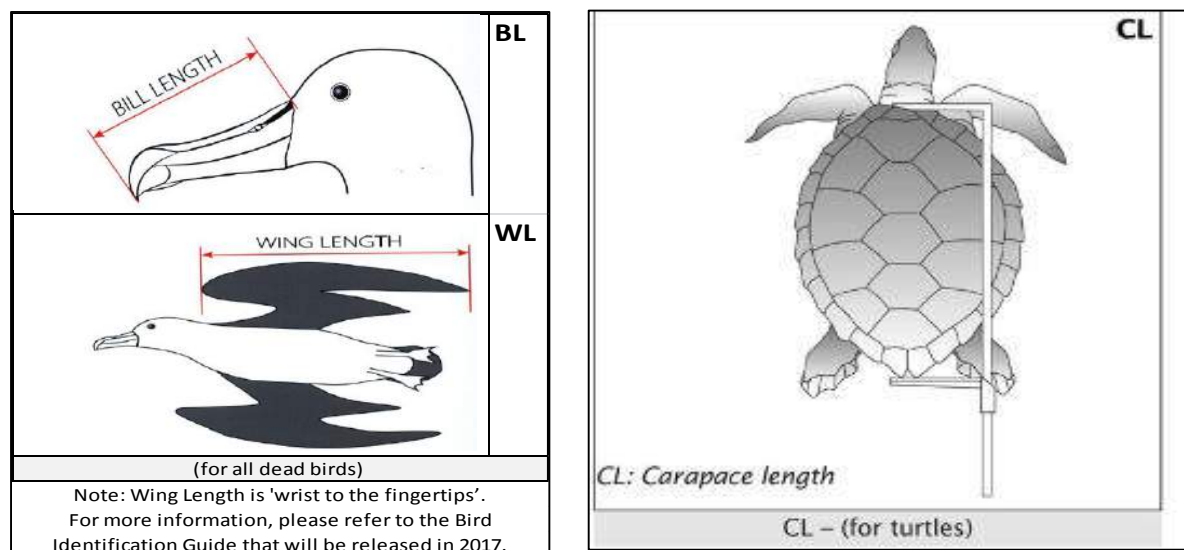 BL
BILL LENGTH
WL
WING LENGTH
(for all dead birds)
Note: Wing Length is 'wrist to the fingertips’.
For more information, please refer to the Bird
Identification Guide that will be released in 2017.
CL
CL: Carapace length
CL – (for turtles)